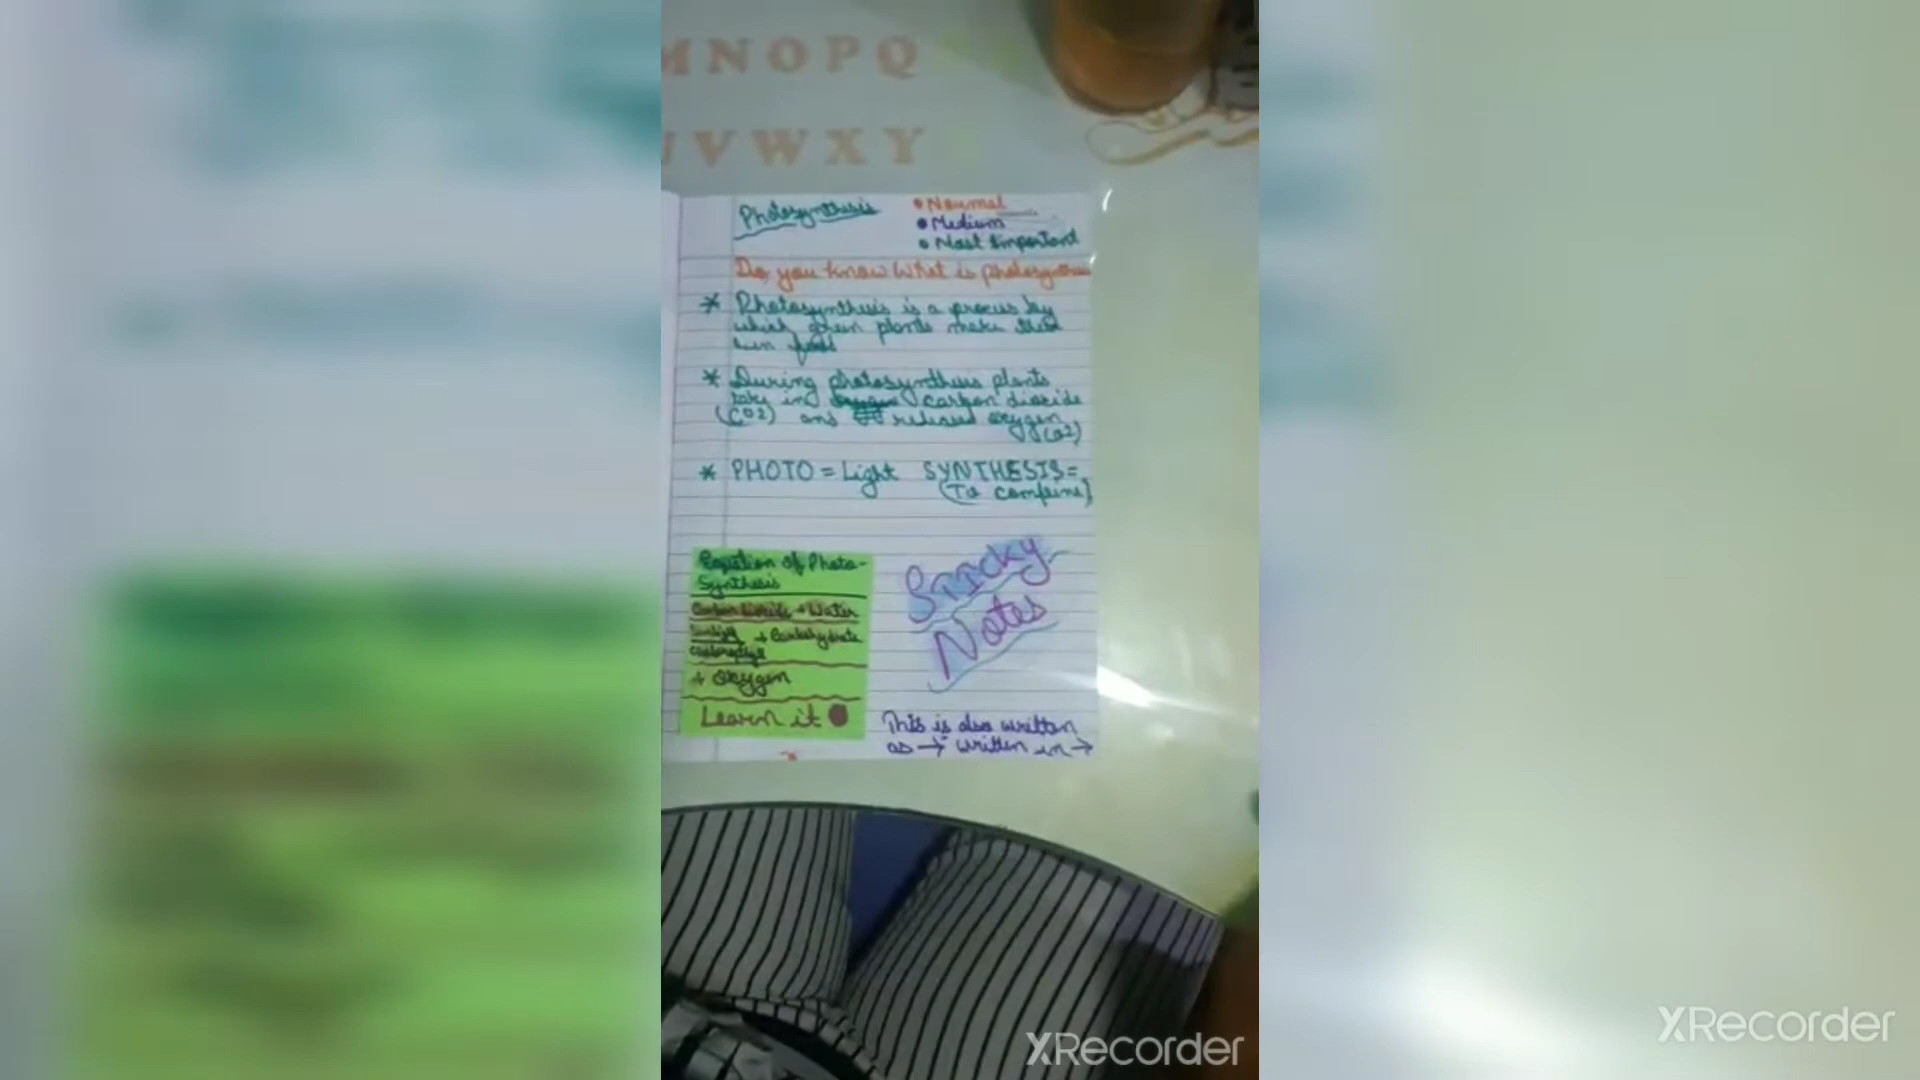 MNOPQ
UVWXY
Photosynthesis
• Normal
• Medium
• Most Important
Do you know What is photosynthesis
* Photosynthesis is a process by
which green plants make their
own food
* During photosynthesis plants
take in carbon dioxide
(CO2) and released oxygen
(O2)
* PHOTO = Light SYNTHESIS =
(To combine)
Equation of Photo-
Synthesis
Carbon dioxide + Water
Sunlight → Carbohydrate
Chlorophyll
+ Oxygen
Learn it
Sticky
Notes
This is also written
as → written in →
XRecorder
XRecorder